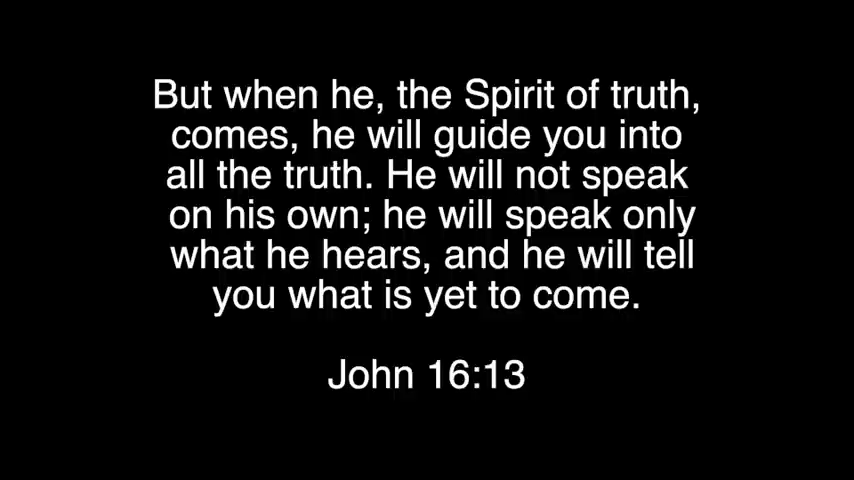 But when he, the Spirit of truth,
comes, he will guide you into
all the truth. He will not speak
on his own; he will speak only
what he hears, and he will tell
you what is yet to come.
John 16:13